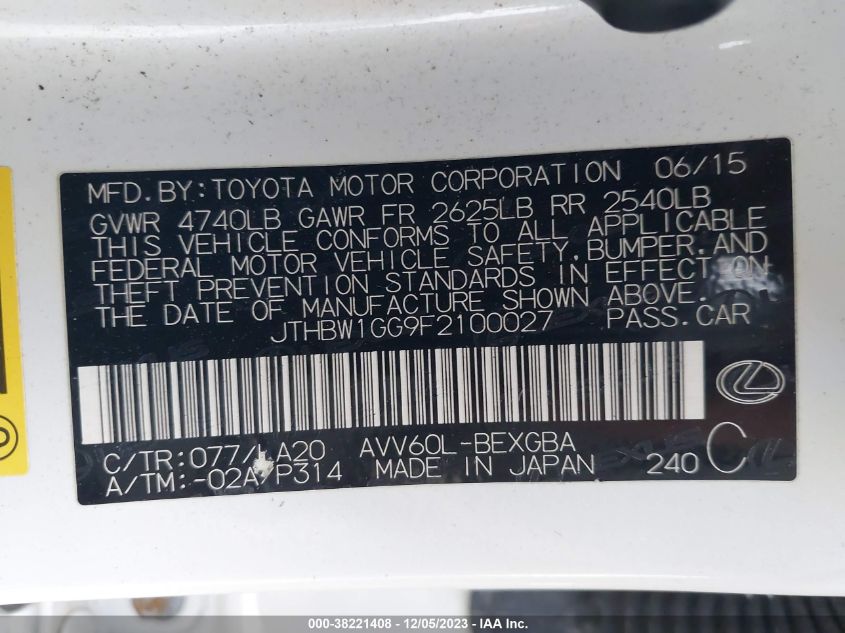 MFD.BY:TOYOTA MOTOR CORPORATION 06/15
GVWR 4740LB GAWR FR 2625LB RR 2540LB
THIS VEHICLE CONFORMS TO ALL APPLICABLE
FEDERAL MOTOR VEHICLE SAFETY,BUMPER,AND
THEFT PREVENTION STANDARDS IN EFFECT ON
THE DATE OF MANUFACTURE SHOWN ABOVE.
JTHBW1GG9F2100027 PASS.CAR
C/TR:077/LA20 AVV60L-BEXGBA
A/TM:-02A/P314 MADE IN JAPAN 240 C
000-38221408 - 12/05/2023 - IAA Inc.